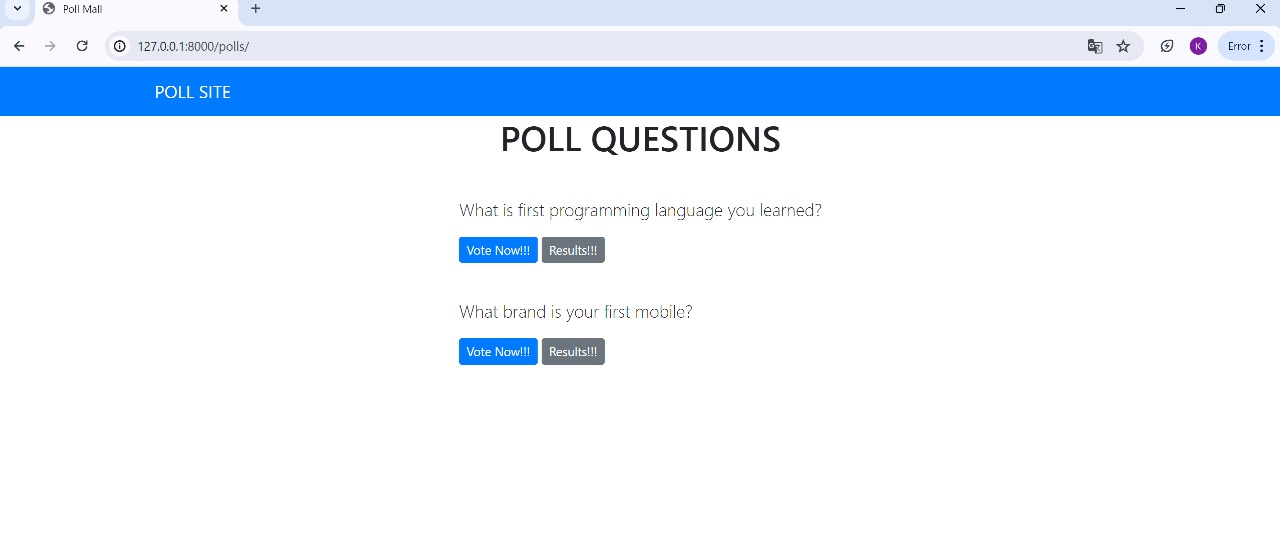 Poll Mall
127.0.0.1:8000/polls/
K
Error
POLL SITE
POLL QUESTIONS
What is first programming language you learned?
Vote Now!!! Results!!!
What brand is your first mobile?
Vote Now!!! Results!!!